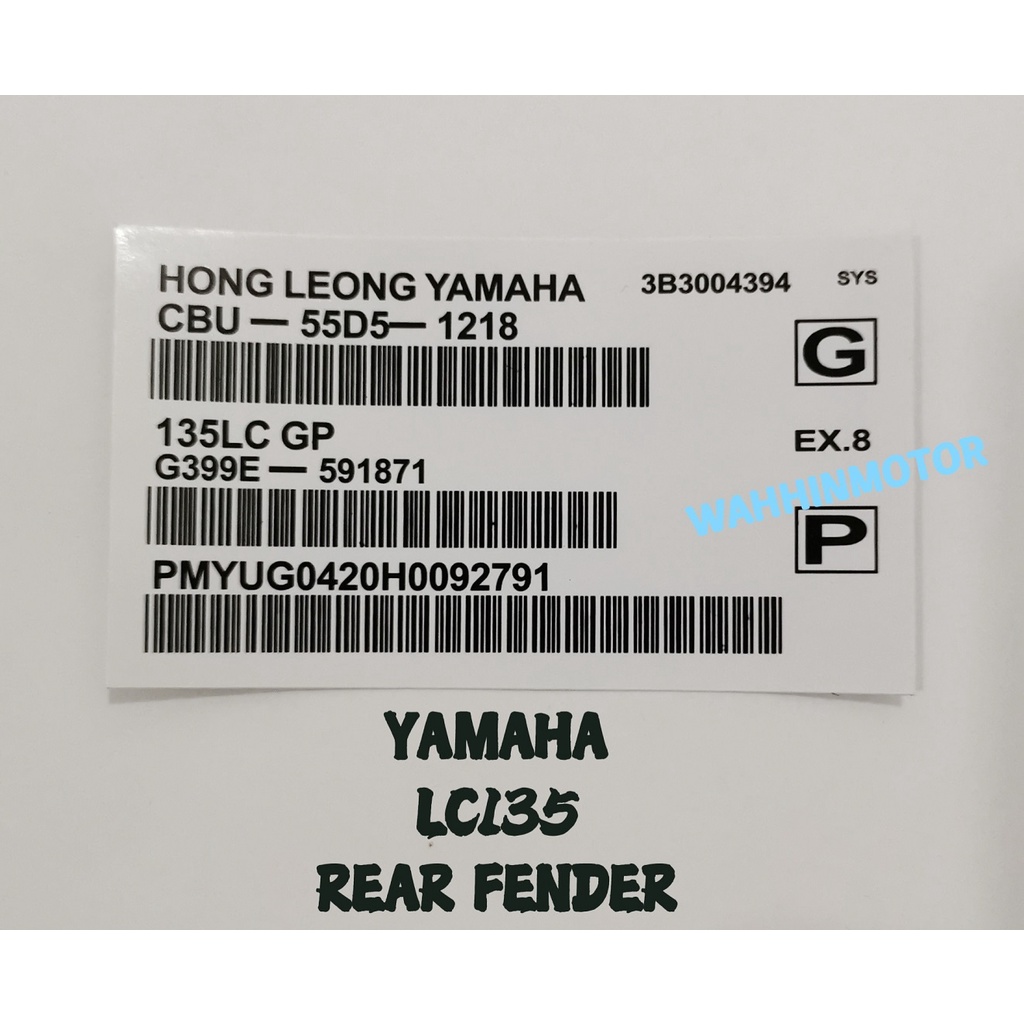 HONG LEONG YAMAHA 3B3004394 SYS
CBU — 55D5— 1218
G
135LC GP
EX.8
G399E — 591871
WAHHINMOTOR
P
PMYUG0420H0092791
YAMAHA
LC135
REAR FENDER